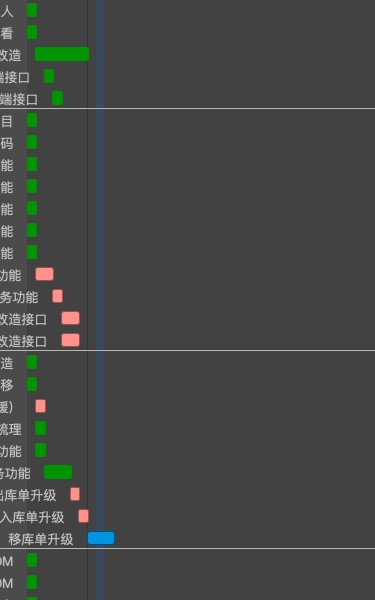 人
看
改造
端接口
端接口
目
码
能
能
能
能
能
功能
务功能
改造接口
改造接口
造
移
缓)
梳理
功能
务功能
出库单升级
入库单升级
移库单升级
OM
OM